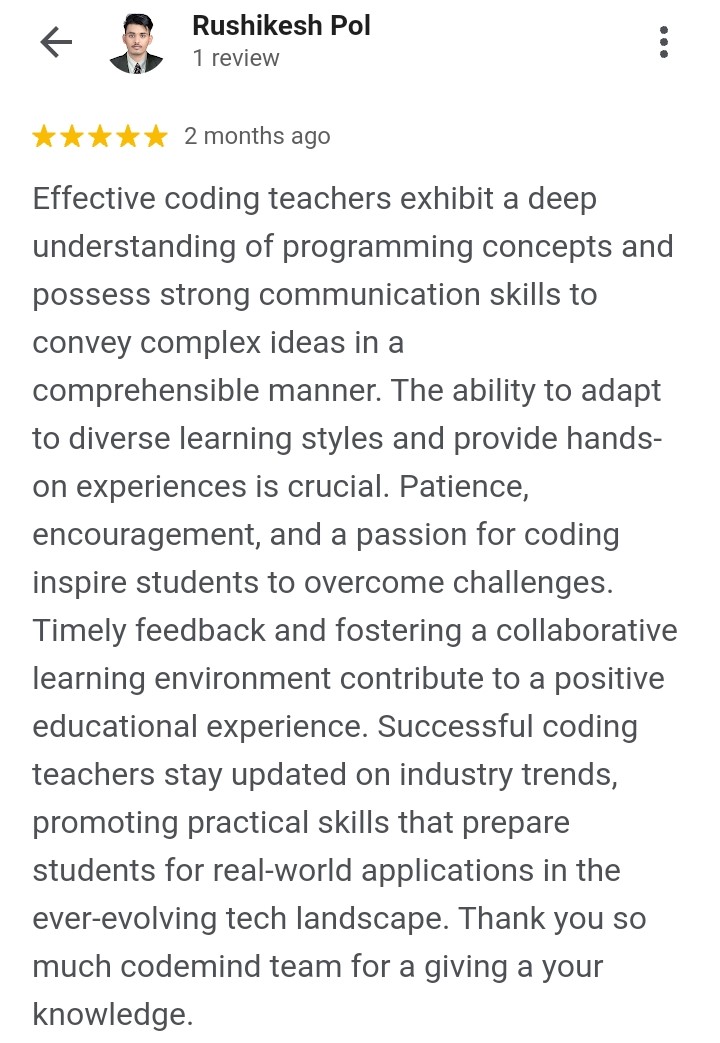 Rushikesh Pol
1 review
2 months ago
Effective coding teachers exhibit a deep
understanding of programming concepts and
possess strong communication skills to
convey complex ideas in a
comprehensible manner. The ability to adapt
to diverse learning styles and provide hands-
on experiences is crucial. Patience,
encouragement, and a passion for coding
inspire students to overcome challenges.
Timely feedback and fostering a collaborative
learning environment contribute to a positive
educational experience. Successful coding
teachers stay updated on industry trends,
promoting practical skills that prepare
students for real-world applications in the
ever-evolving tech landscape. Thank you so
much codemind team for a giving a your
knowledge.